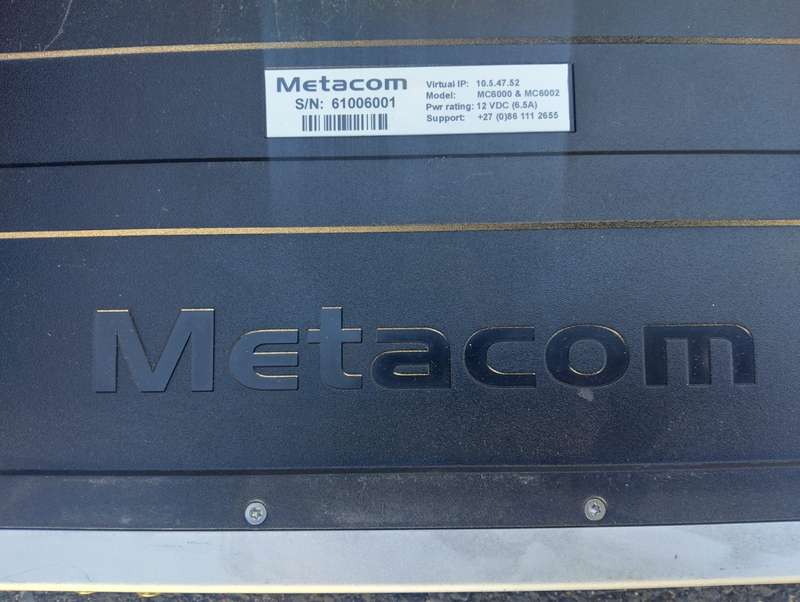 Metacom
S/N: 61006001
Virtual IP: 10.5.47.52
Model: MC6000 & MC6002
Pwr rating: 12 VDC (6.5A)
Support: +27 (0)86 111 2655
Metacom